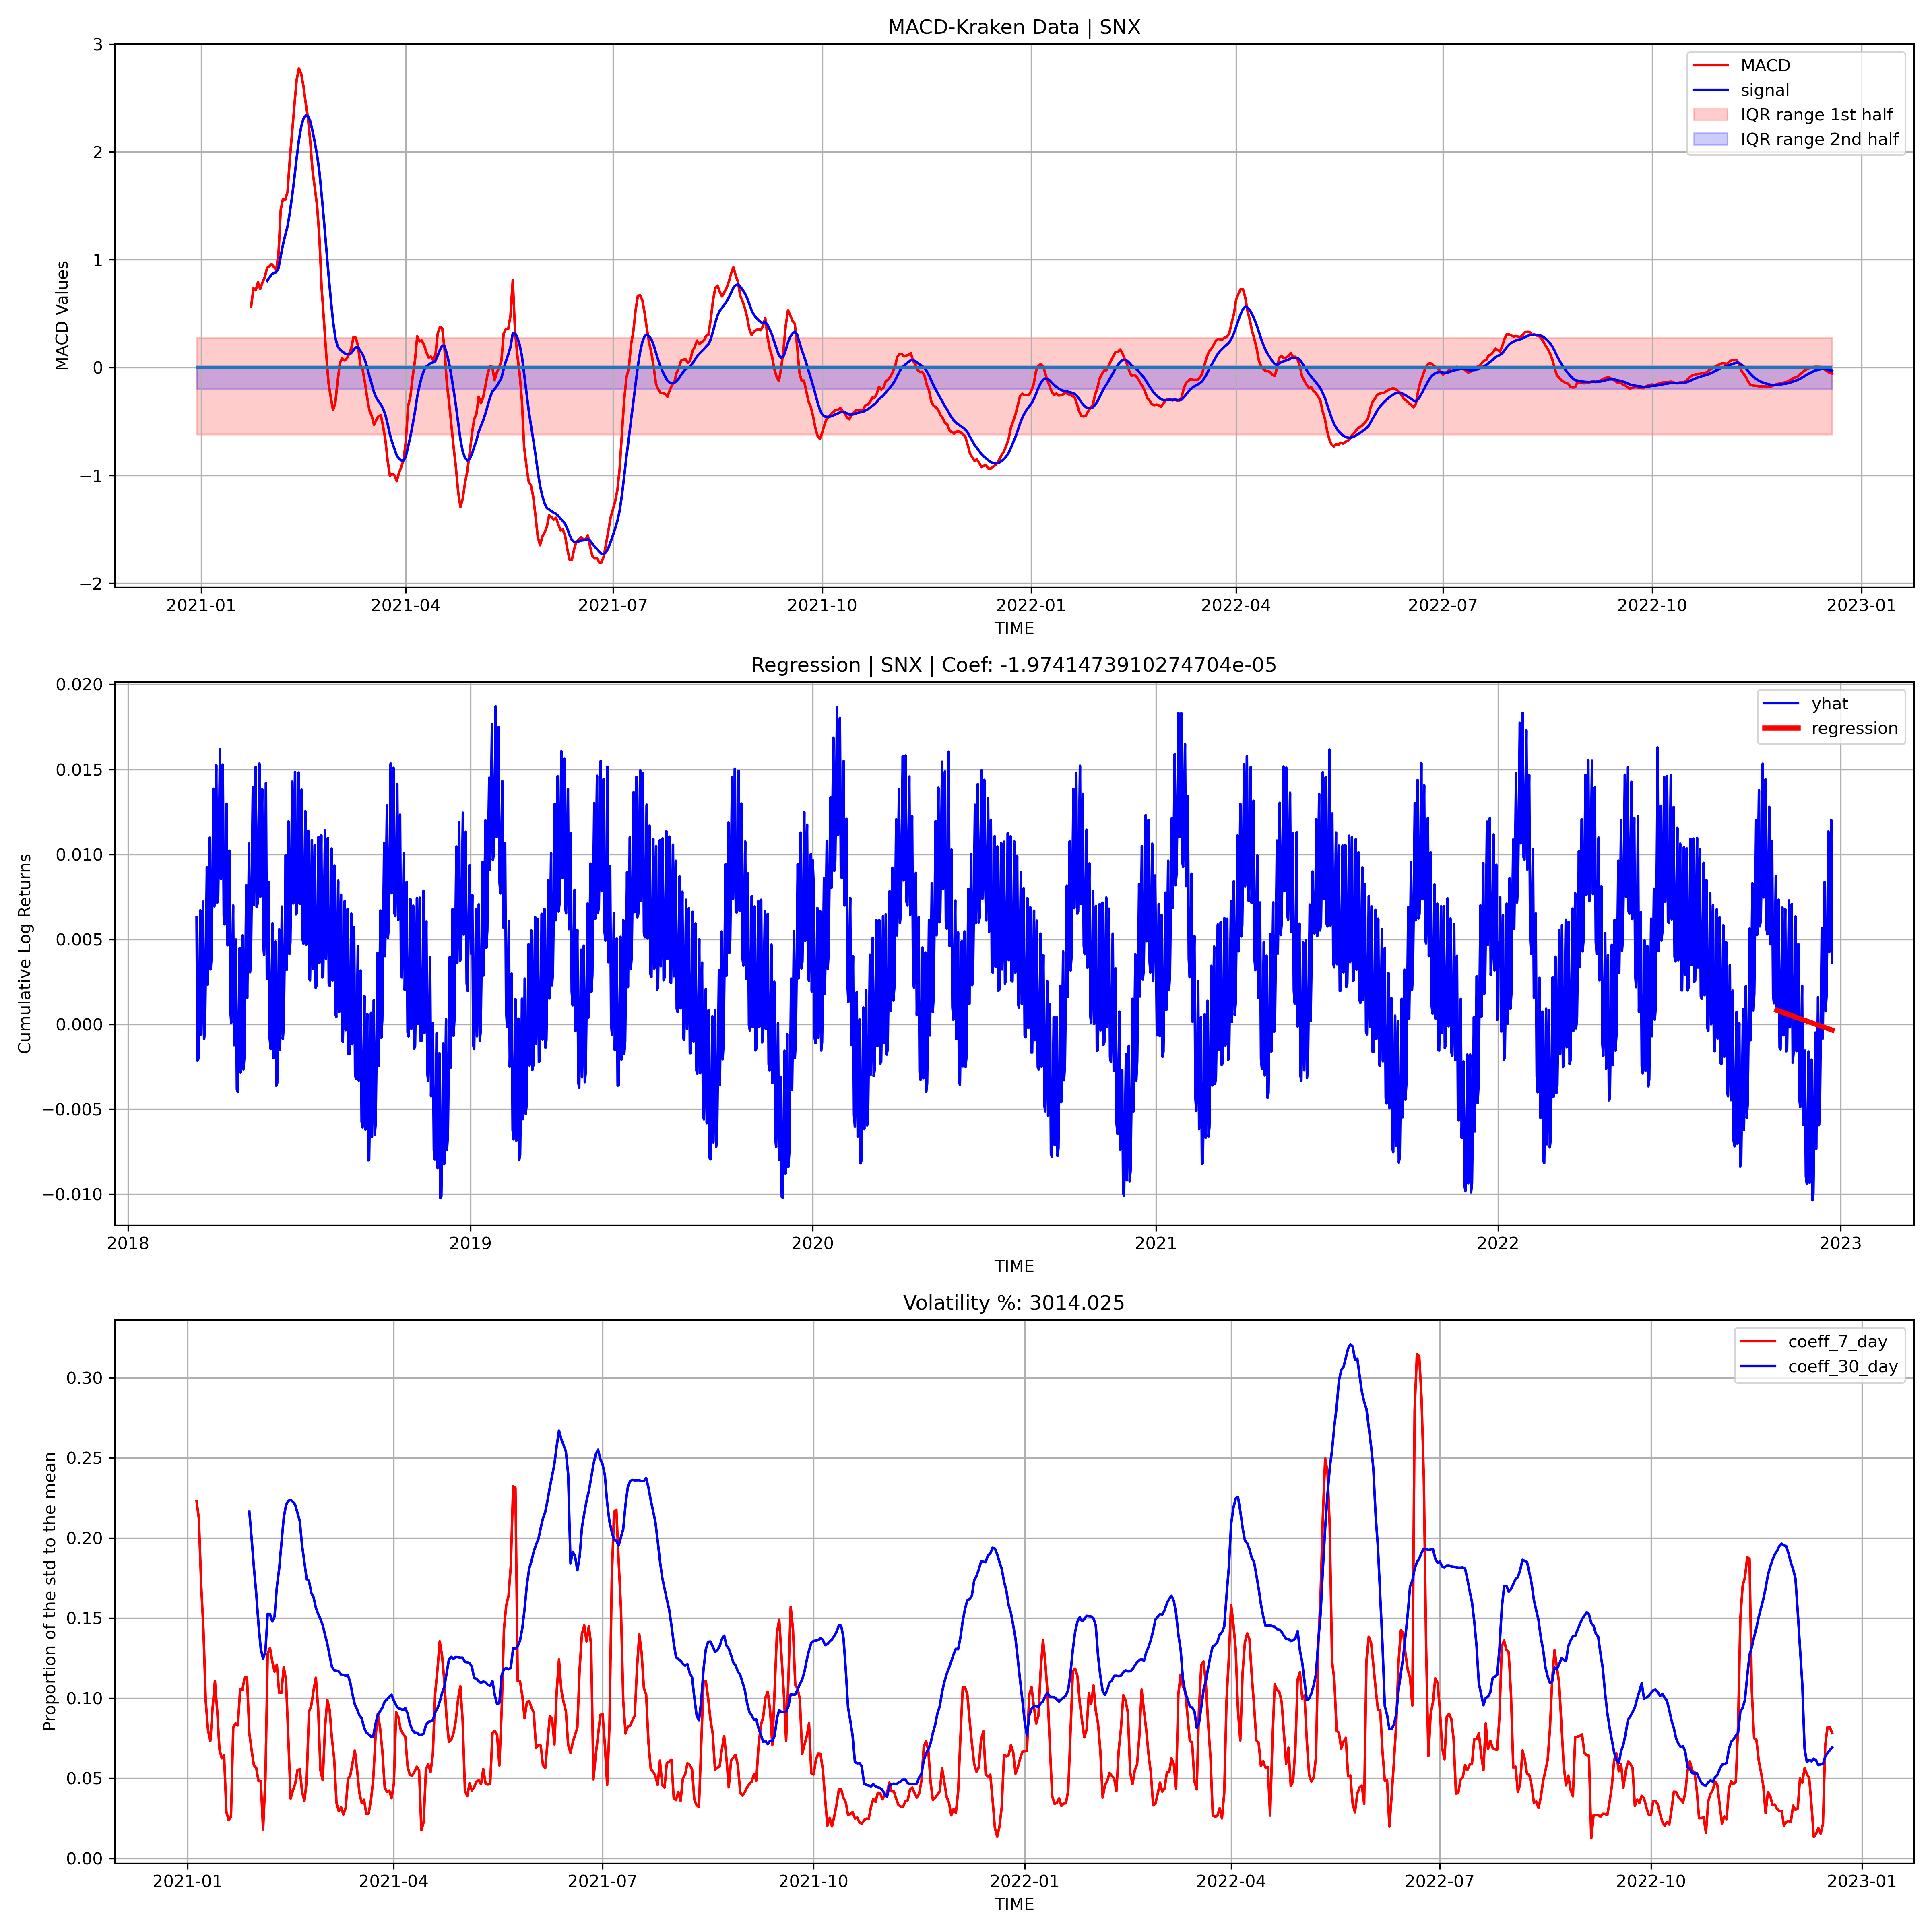 MACD-Kraken Data | SNX
MACD
signal
IQR range 1st half
IQR range 2nd half
MACD Values
3
2
1
0
−1
−2
2021-01 2021-04 2021-07 2021-10 2022-01 2022-04 2022-07 2022-10 2023-01
TIME
Regression | SNX | Coef: -1.9741473910274704e-05
yhat
regression
Cumulative Log Returns
0.020
0.015
0.010
0.005
0.000
−0.005
−0.010
2018 2019 2020 2021 2022 2023
TIME
Volatility %: 3014.025
coeff_7_day
coeff_30_day
Proportion of the std to the mean
0.30
0.25
0.20
0.15
0.10
0.05
0.00
2021-01 2021-04 2021-07 2021-10 2022-01 2022-04 2022-07 2022-10 2023-01
TIME